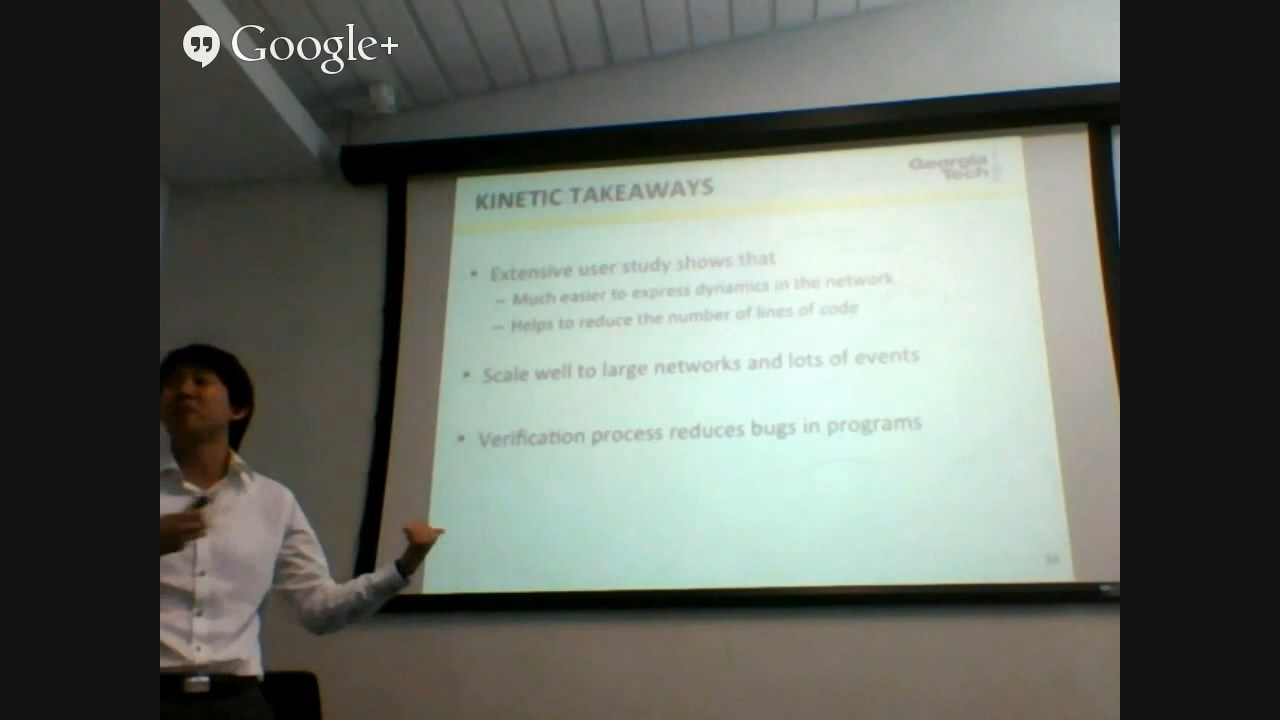 Google+
Georgia
Tech
KINETIC TAKEAWAYS
• Extensive user study shows that
– Much easier to express dynamics in the network
– Helps to reduce the number of lines of code
• Scale well to large networks and lots of events
• Verification process reduces bugs in programs